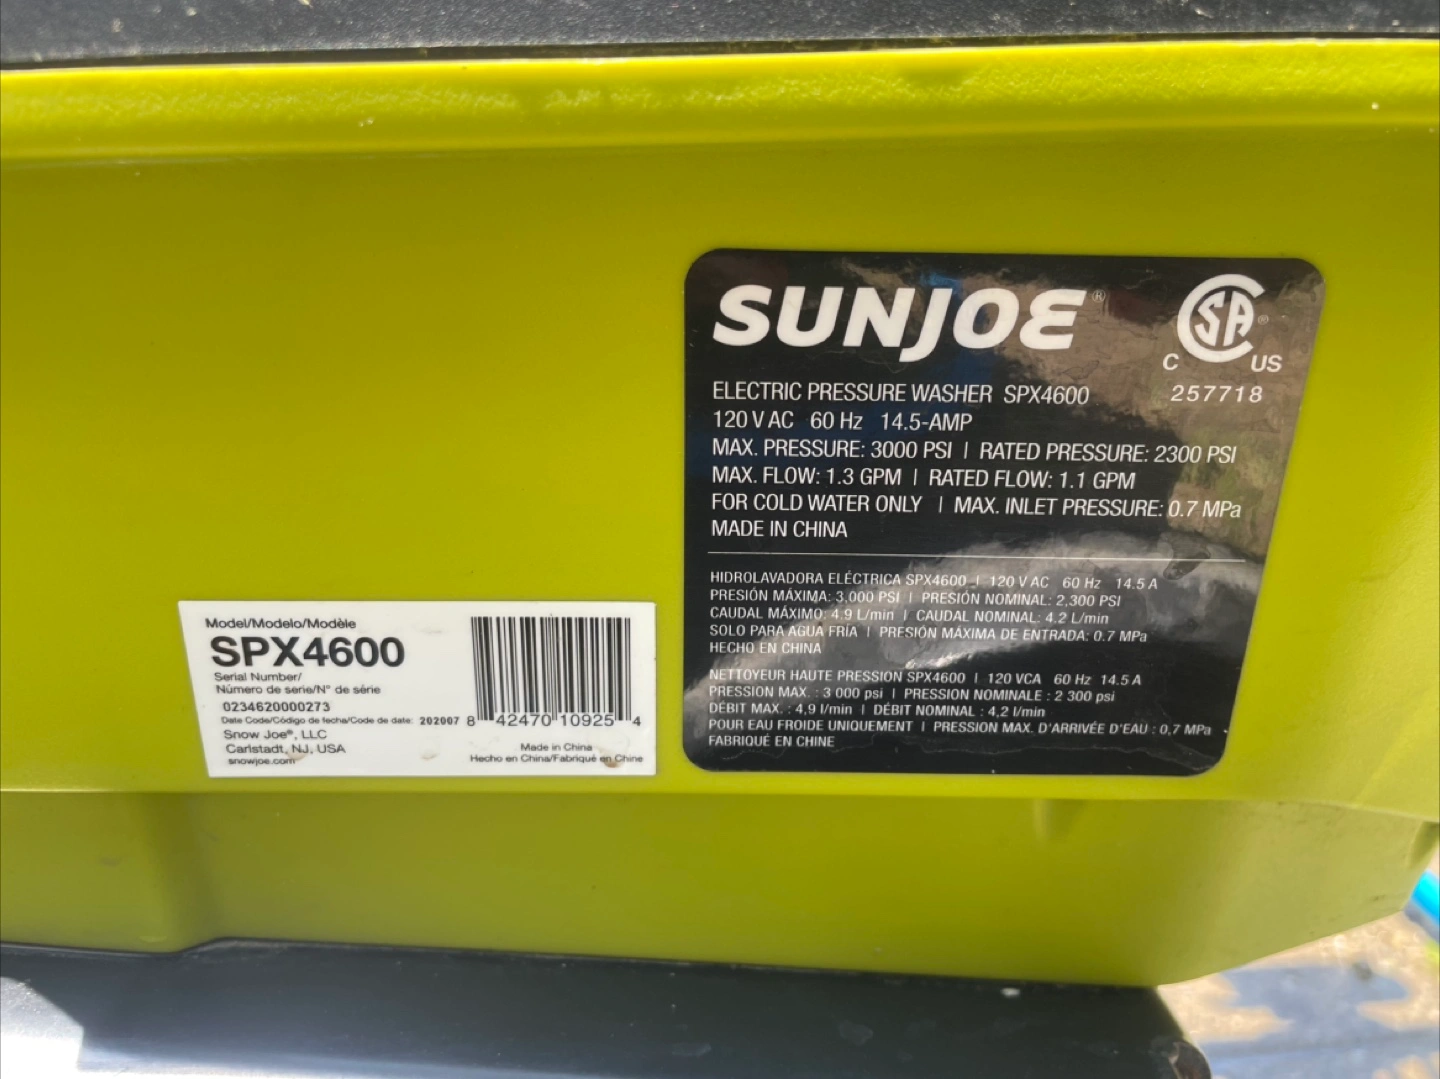 SUNJOE®
CSA®
C US
257718
ELECTRIC PRESSURE WASHER SPX4600
120 V AC 60 Hz 14.5-AMP
MAX. PRESSURE: 3000 PSI | RATED PRESSURE: 2300 PSI
MAX. FLOW: 1.3 GPM | RATED FLOW: 1.1 GPM
FOR COLD WATER ONLY | MAX. INLET PRESSURE: 0.7 MPa
MADE IN CHINA
HIDROLAVADORA ELÉCTRICA SPX4600 | 120 V AC 60 Hz 14.5 A
PRESIÓN MÁXIMA: 3,000 PSI | PRESIÓN NOMINAL: 2,300 PSI
CAUDAL MÁXIMO: 4.9 L/min | CAUDAL NOMINAL: 4.2 L/min
SOLO PARA AGUA FRÍA | PRESIÓN MÁXIMA DE ENTRADA: 0.7 MPa
HECHO EN CHINA
NETTOYEUR HAUTE PRESSION SPX4600 | 120 VCA 60 Hz 14.5 A
PRESSION MAX. : 3 000 psi | PRESSION NOMINALE : 2 300 psi
DÉBIT MAX. : 4,9 l/min | DÉBIT NOMINAL : 4,2 l/min
POUR EAU FROIDE UNIQUEMENT | PRESSION MAX. D'ARRIVÉE D'EAU : 0,7 MPa
FABRIQUÉ EN CHINE
Model/Modelo/Modèle
SPX4600
Serial Number/
Número de serie/N° de série
0234620000273
Date Code/Código de fecha/Code de date: 202007
Snow Joe®, LLC
Carlstadt, NJ, USA
snowjoe.com
8 42470 10925 4
Made in China
Hecho en China/Fabriqué en Chine